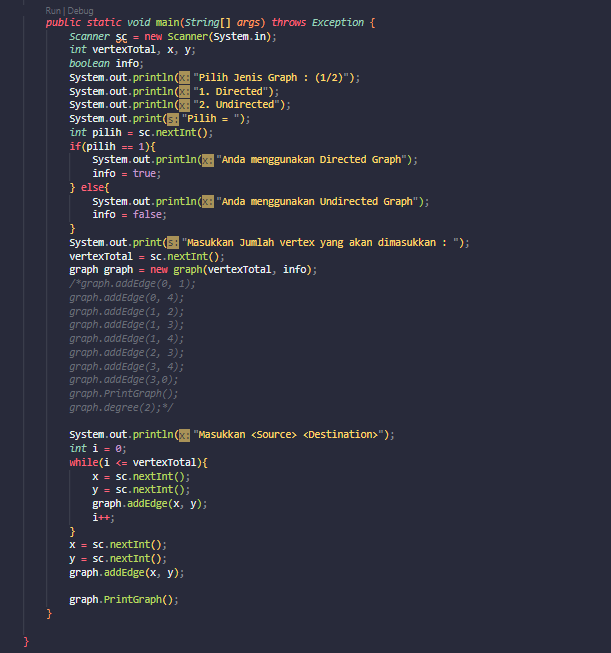 Run | Debug
public static void main(String[] args) throws Exception {
Scanner sc = new Scanner(System.in);
int vertexTotal, x, y;
boolean info;
System.out.println(x: "Pilih Jenis Graph : (1/2)");
System.out.println(x: "1. Directed");
System.out.println(x: "2. Undirected");
System.out.print(s: "Pilih = ");
int pilih = sc.nextInt();
if(pilih == 1){
System.out.println(x: "Anda menggunakan Directed Graph");
info = true;
} else{
System.out.println(x: "Anda menggunakan Undirected Graph");
info = false;
}
System.out.print(s: "Masukkan Jumlah vertex yang akan dimasukkan : ");
vertexTotal = sc.nextInt();
graph graph = new graph(vertexTotal, info);
/*graph.addEdge(0, 1);
graph.addEdge(0, 4);
graph.addEdge(1, 2);
graph.addEdge(1, 3);
graph.addEdge(1, 4);
graph.addEdge(2, 3);
graph.addEdge(3, 4);
graph.addEdge(3,0);
graph.PrintGraph();
graph.degree(2);*/
System.out.println(x: "Masukkan <Source> <Destination>");
int i = 0;
while(i <= vertexTotal){
x = sc.nextInt();
y = sc.nextInt();
graph.addEdge(x, y);
i++;
}
x = sc.nextInt();
y = sc.nextInt();
graph.addEdge(x, y);
graph.PrintGraph();
}
}